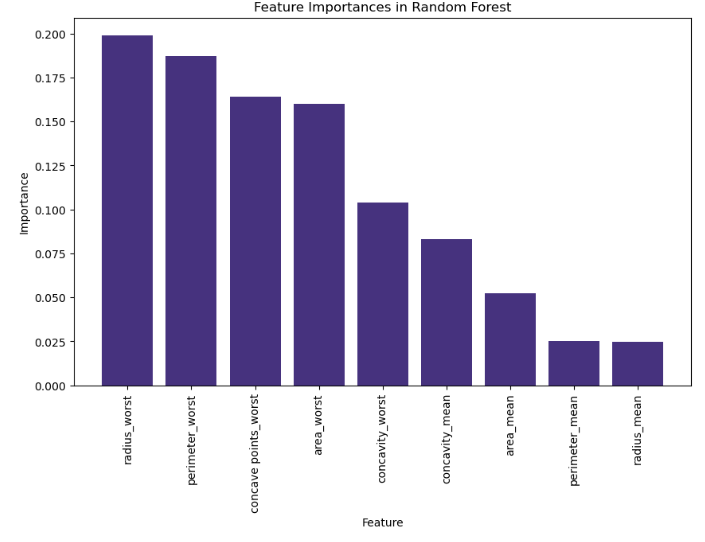 Feature Importances in Random Forest
0.200
0.175
0.150
0.125
0.100
0.075
0.050
0.025
0.000
Importance
radius_worst
perimeter_worst
concave points_worst
area_worst
concavity_worst
concavity_mean
area_mean
perimeter_mean
radius_mean
Feature